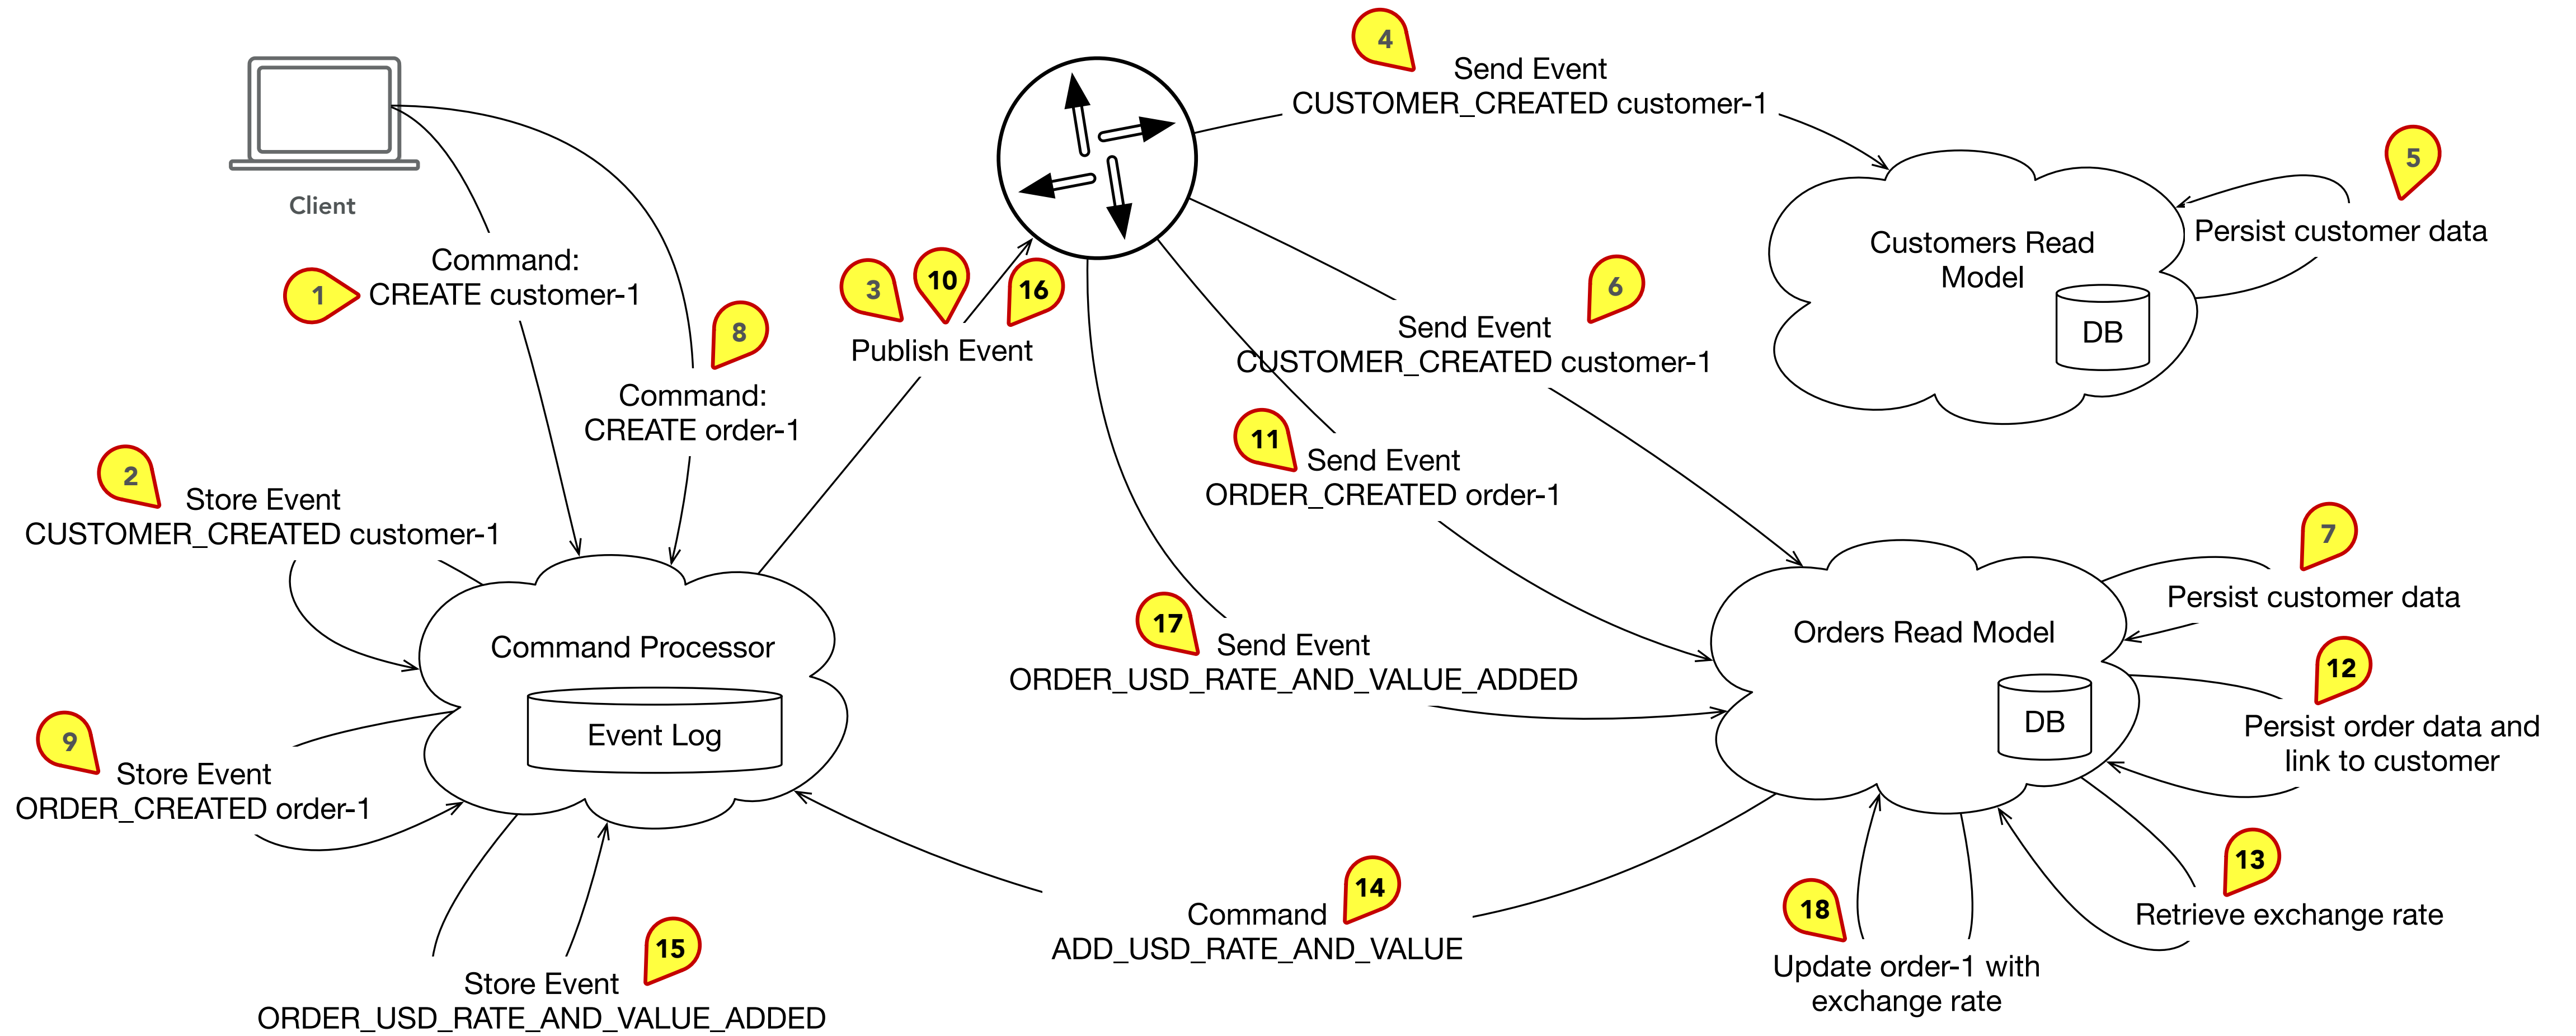 4
Send Event
CUSTOMER_CREATED customer-1
Client
5
Persist customer data
Customers Read
Model
DB
Command:
1
CREATE customer-1
3
10
16
Publish Event
6
Send Event
CUSTOMER_CREATED customer-1
8
Command:
CREATE order-1
11
Send Event
ORDER_CREATED order-1
2
Store Event
CUSTOMER_CREATED customer-1
7
Persist customer data
Command Processor
Event Log
17
Send Event
ORDER_USD_RATE_AND_VALUE_ADDED
Orders Read Model
DB
12
Persist order data and
link to customer
9
Store Event
ORDER_CREATED order-1
13
Retrieve exchange rate
14
Command
ADD_USD_RATE_AND_VALUE
18
Update order-1 with
exchange rate
15
Store Event
ORDER_USD_RATE_AND_VALUE_ADDED